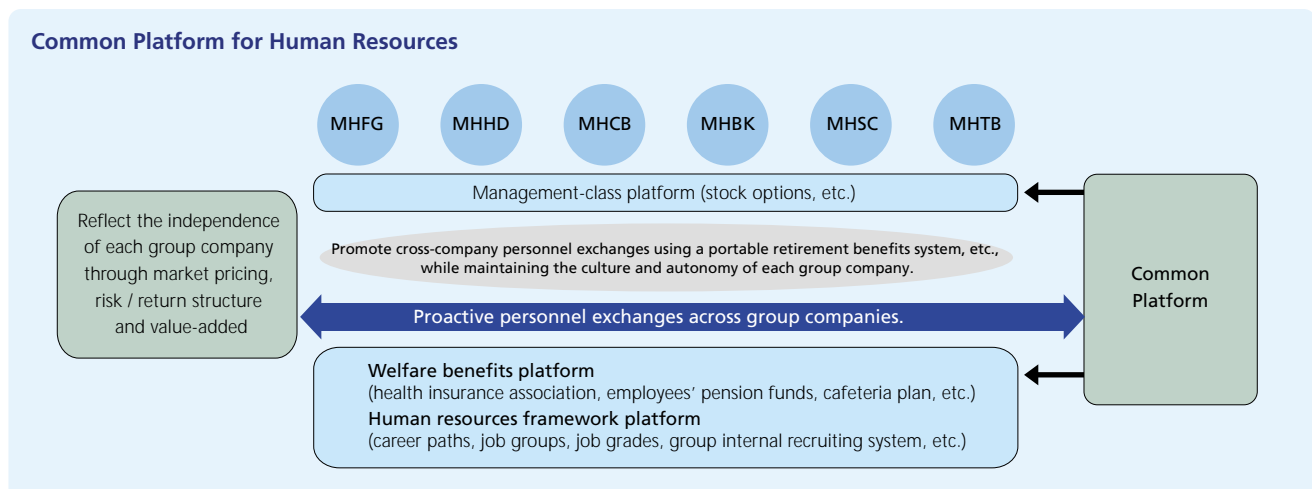 Common Platform for Human Resources
MHFG
MHHD
MHCB
MHBK
MHSC
MHTB
Management-class platform (stock options, etc.)
Reflect the independence
of each group company
through market pricing,
risk / return structure
and value-added
Promote cross-company personnel exchanges using a portable retirement benefits system, etc.,
while maintaining the culture and autonomy of each group company.
Common
Platform
Proactive personnel exchanges across group companies.
Welfare benefits platform
(health insurance association, employees’ pension funds, cafeteria plan, etc.)
Human resources framework platform
(career paths, job groups, job grades, group internal recruiting system, etc.)